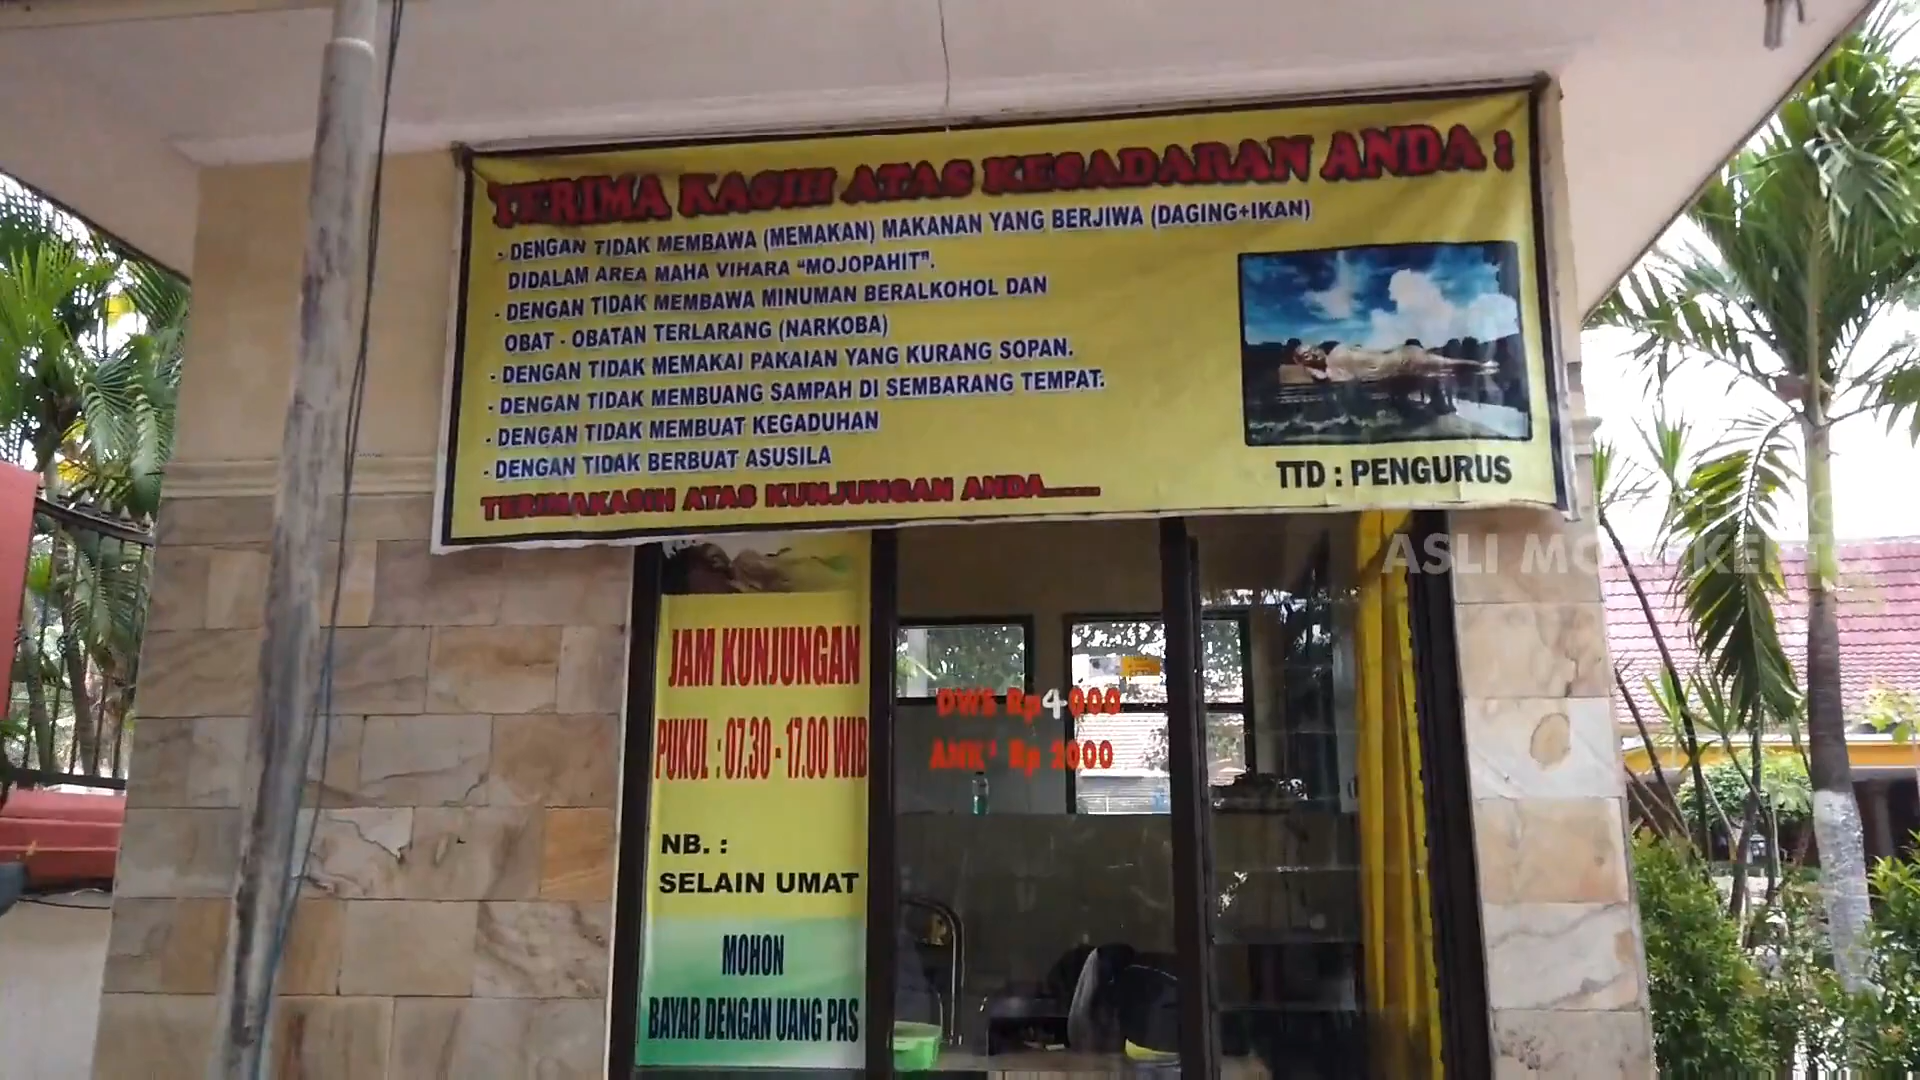 TERIMA KASIH ATAS KESADARAN ANDA :
- DENGAN TIDAK MEMBAWA (MEMAKAN) MAKANAN YANG BERJIWA (DAGING+IKAN)
DIDALAM AREA MAHA VIHARA "MOJOPAHIT".
- DENGAN TIDAK MEMBAWA MINUMAN BERALKOHOL DAN
OBAT - OBATAN TERLARANG (NARKOBA)
- DENGAN TIDAK MEMAKAI PAKAIAN YANG KURANG SOPAN.
- DENGAN TIDAK MEMBUANG SAMPAH DI SEMBARANG TEMPAT.
- DENGAN TIDAK MEMBUAT KEGADUHAN
- DENGAN TIDAK BERBUAT ASUSILA
TERIMAKASIH ATAS KUNJUNGAN ANDA.......
TTD : PENGURUS
ASLI
JAM KUNJUNGAN
PUKUL : 07.30 - 17.00 WIB
NB. :
SELAIN UMAT
MOHON
BAYAR DENGAN UANG PAS
DWS Rp 4000
ANK² Rp 2000